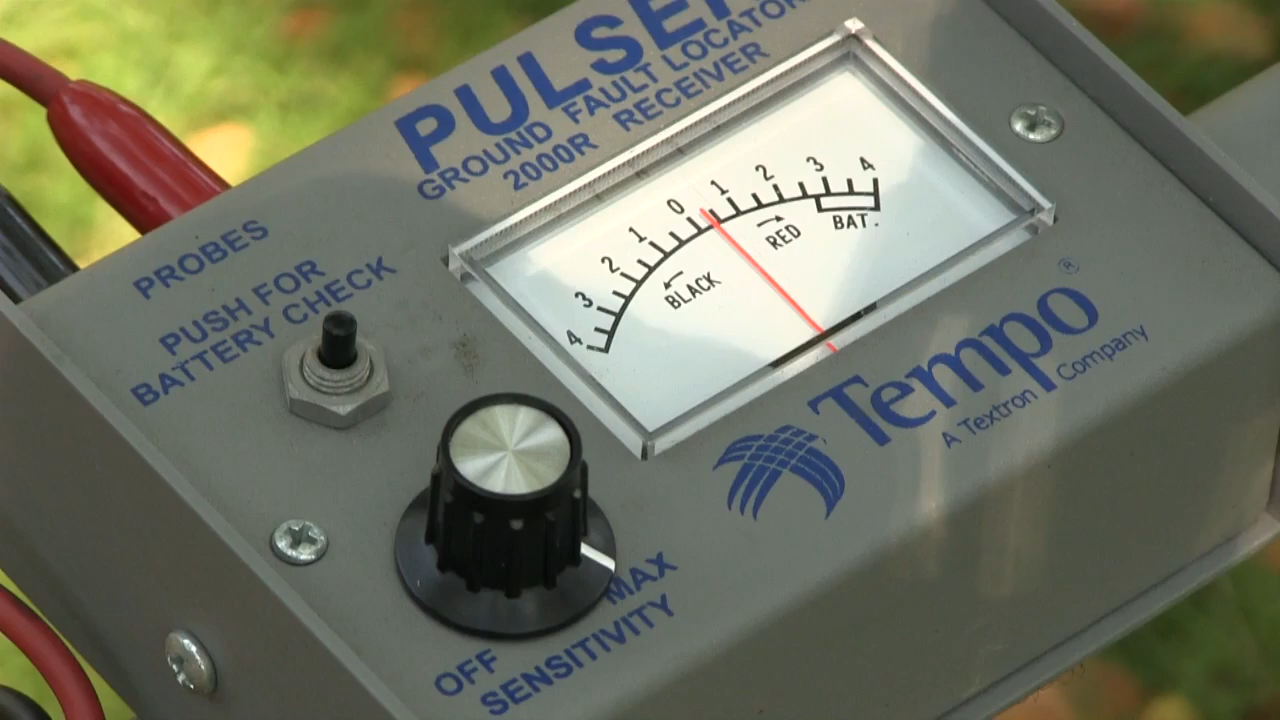 PULSER
GROUND FAULT LOCATOR
2000R RECEIVER
PROBES
PUSH FOR
BATTERY CHECK
4 3 2 1 0 1 2 3 4
BLACK
RED
BAT.
Tempo®
A Textron Company
MAX
OFF
SENSITIVITY